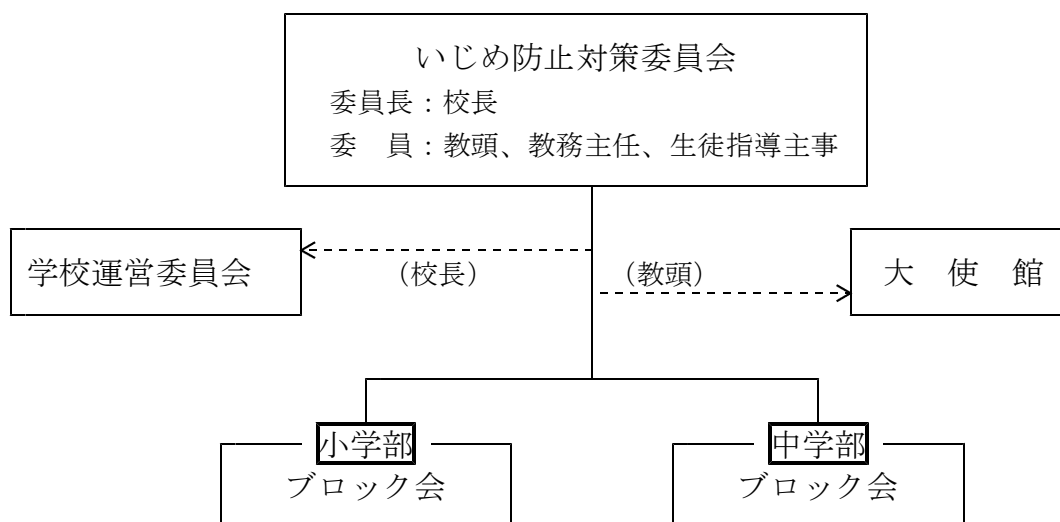 いじめ防止対策委員会
委員長：校長
委　員：教頭、教務主任、生徒指導主事
学校運営委員会
（校長）
（教頭）
大　使　館
小学部
ブロック会
中学部
ブロック会